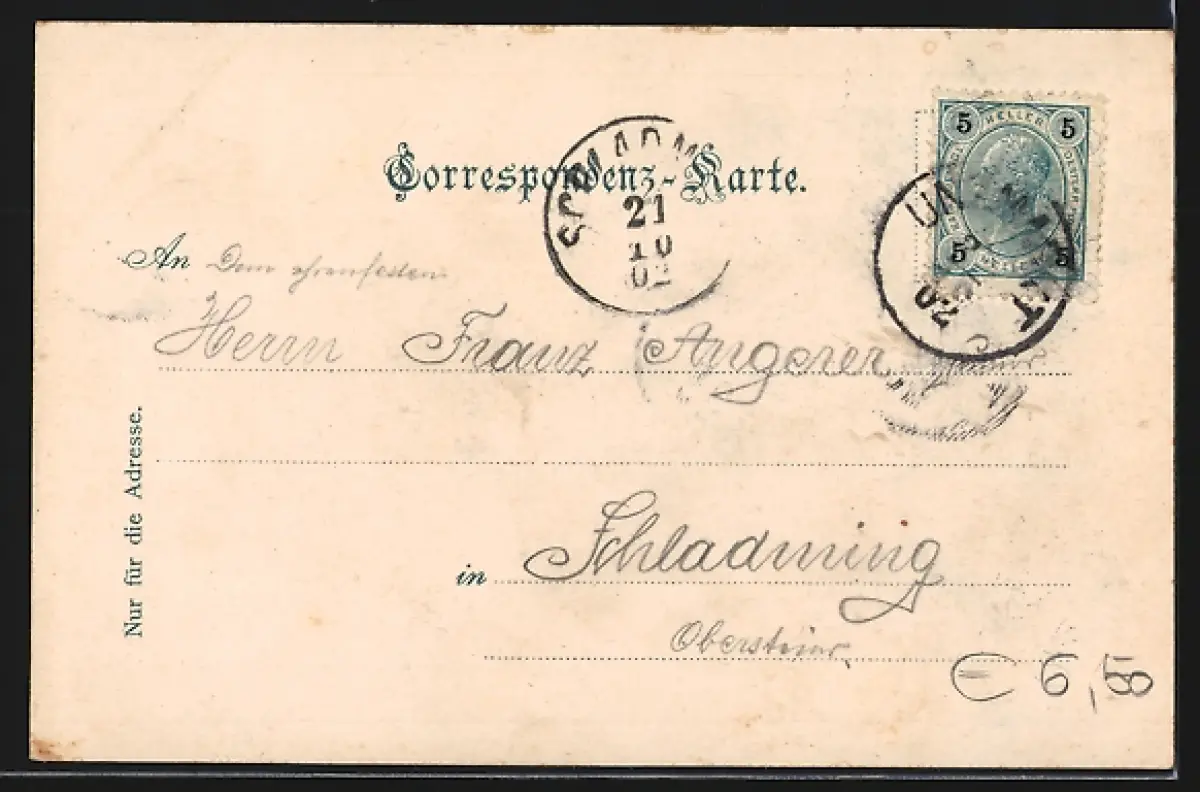 Correspondenz-Karte.
5 HELLER 5
5 5
21
10
02
An Dem ehrenfesten
Herrn Franz Angerer
Nur für die Adresse.
in Schladming
Obersteier
€ 6,